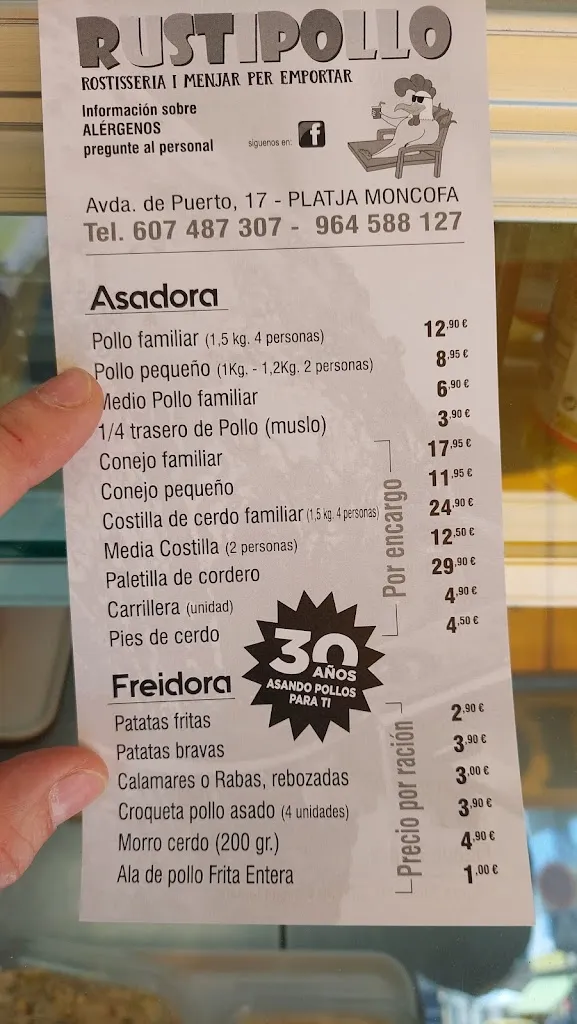 RUSTIPOLLO
ROSTISSERIA I MENJAR PER EMPORTAR
Información sobre
ALÉRGENOS
pregunte al personal
siguenos en: f
Avda. de Puerto, 17 - PLATJA MONCOFA
Tel. 607 487 307 - 964 588 127
Asadora
Pollo familiar (1,5 kg. 4 personas) 12,90 €
Pollo pequeño (1Kg. - 1,2Kg. 2 personas) 8,95 €
Medio Pollo familiar 6,90 €
1/4 trasero de Pollo (muslo) 3,90 €
Conejo familiar 17,95 €
Conejo pequeño 11,95 €
Costilla de cerdo familiar (1,5 kg. 4 personas) 24,90 €
Media Costilla (2 personas) 12,50 €
Paletilla de cordero 29,90 €
Carrillera (unidad) 4,90 €
Pies de cerdo 4,50 €
Por encargo
30
AÑOS
ASANDO POLLOS
PARA TI
Freidora
Patatas fritas 2,90 €
Patatas bravas 3,90 €
Calamares o Rabas, rebozadas 3,00 €
Croqueta pollo asado (4 unidades) 3,90 €
Morro cerdo (200 gr.) 4,90 €
Ala de pollo Frita Entera 1,00 €
Precio por ración